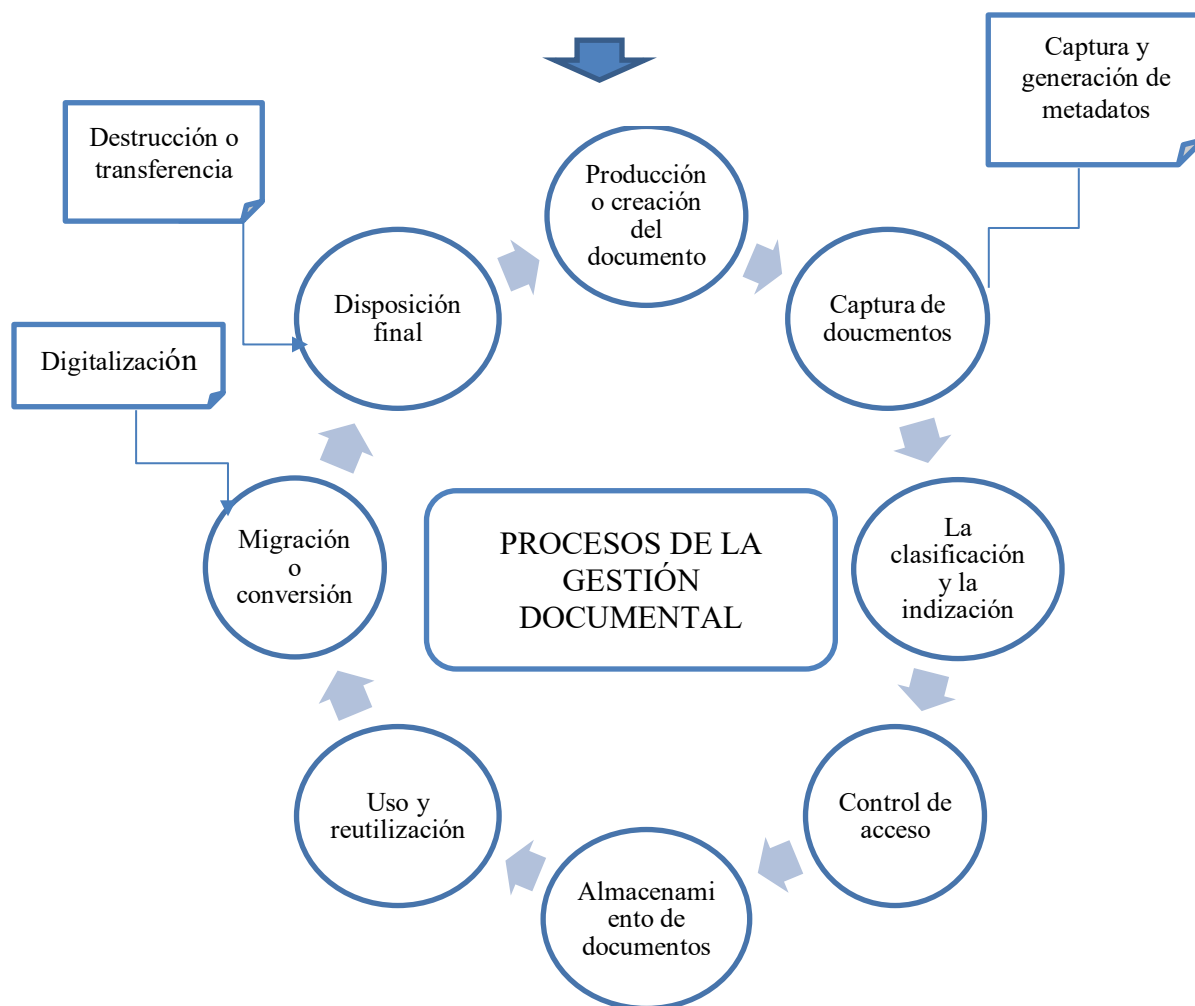 Captura y
generación de
metadatos
Destrucción o
transferencia
Producción
o creación
del
documento
Disposición
final
Captura de
doucmentos
Digitalización
PROCESOS DE LA
GESTIÓN
DOCUMENTAL
La
clasificación
y la
indización
Migración
o
conversión
Uso y
reutilización
Control de
acceso
Almacenami
ento de
documentos